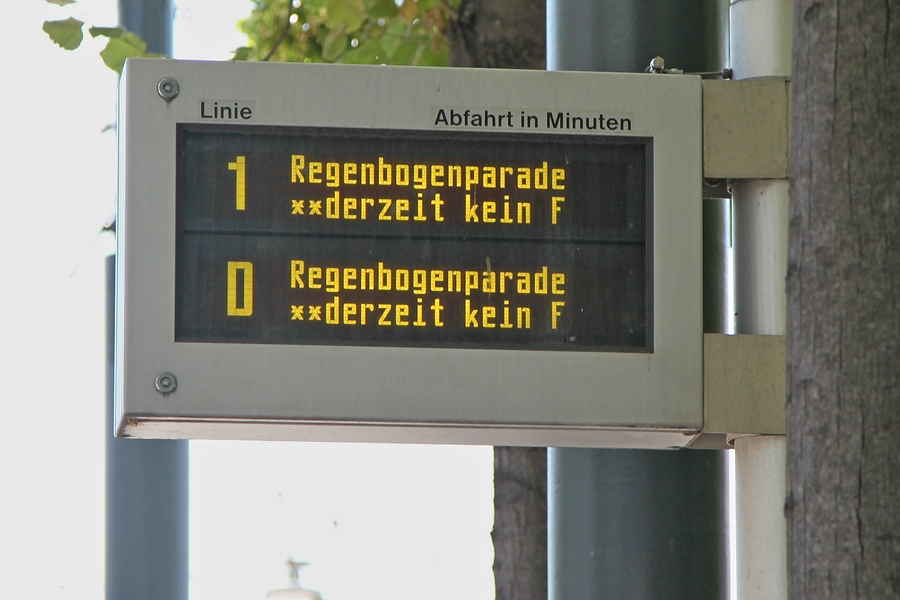 Linie Abfahrt in Minuten
1 Regenbogenparade
**derzeit kein F
D Regenbogenparade
**derzeit kein F